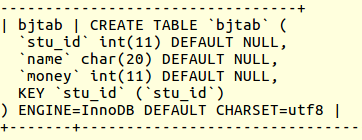 ----------------------------------+
| bjtab | CREATE TABLE `bjtab` (
  `stu_id` int(11) DEFAULT NULL,
  `name` char(20) DEFAULT NULL,
  `money` int(11) DEFAULT NULL,
  KEY `stu_id` (`stu_id`)
) ENGINE=InnoDB DEFAULT CHARSET=utf8 |
+-------+-----------------------------